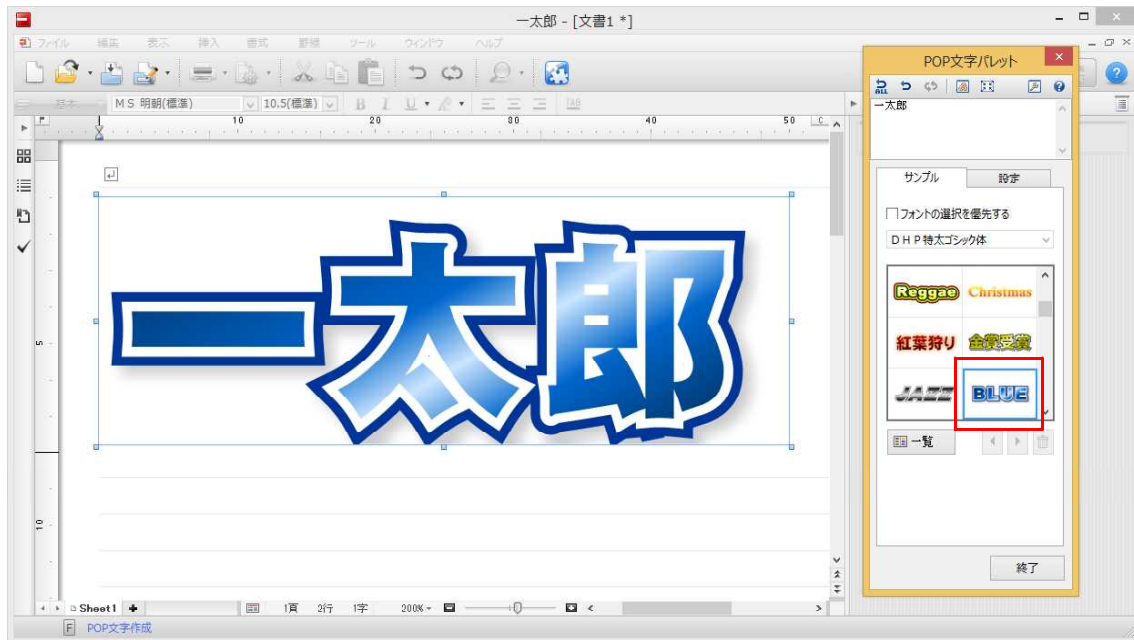 一太郎 - [文書1 *]
ファイル 編集 表示 挿入 書式 罫線 ツール ウインドウ ヘルプ
基本 ＭＳ 明朝(標準) 10.5(標準) B I U
10 20 30 40 50
一太郎
5
10
Sheet1 1頁 2行 1字 200%
F POP文字作成
POP文字パレット
ALL
一太郎
サンプル 設定
フォントの選択を優先する
ＤＨＰ特太ゴシック体
Reggae Christmas
紅葉狩り 金賞受賞
JAZZ BLUE
一覧
終了